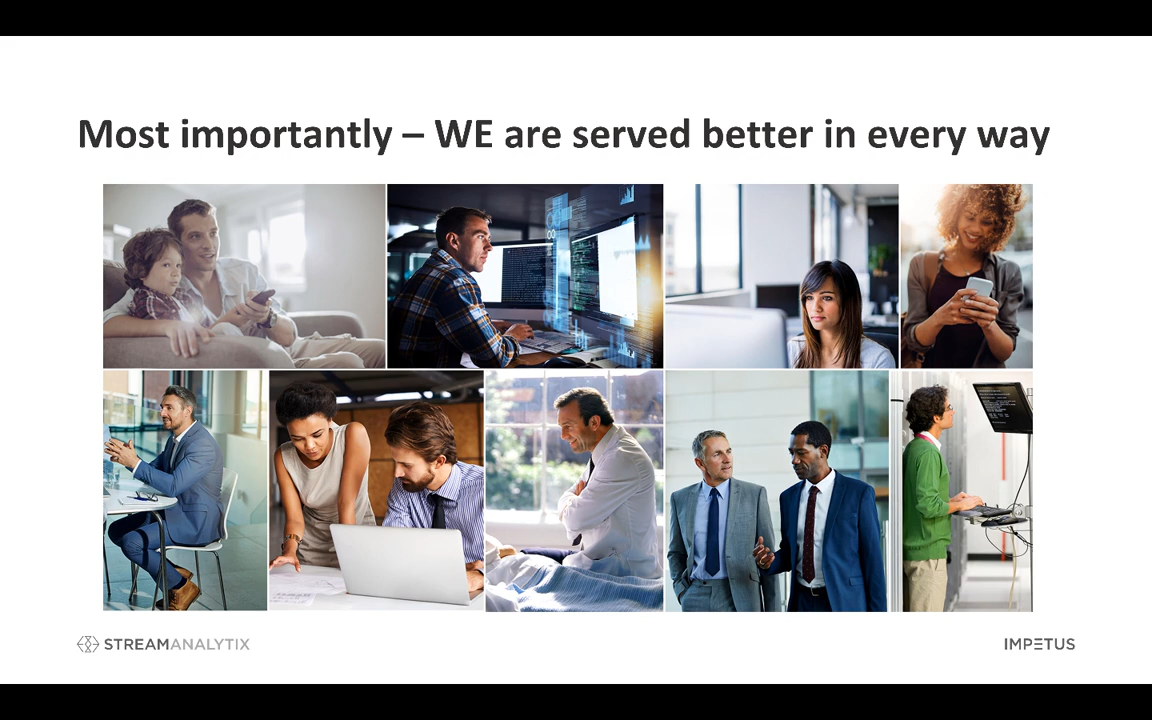 Most importantly – WE are served better in every way
STREAMANALYTIX
IMPETUS